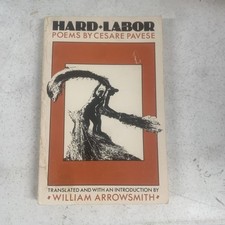 HARD•LABOR
POEMS BY CESARE PAVESE
TRANSLATED AND WITH AN INTRODUCTION BY
• WILLIAM ARROWSMITH •